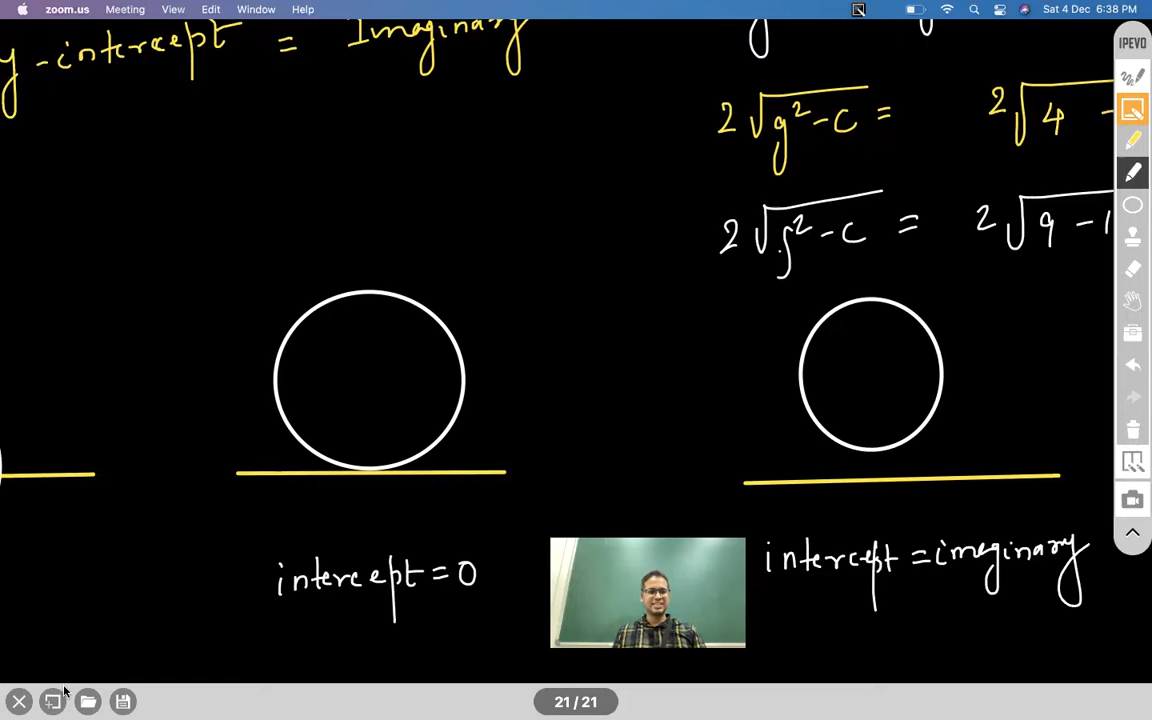 zoom.us Meeting View Edit Window Help Sat 4 Dec 6:38 PM
IPEVO
y-intercept = Imaginary
2√g²-c = 2√4 -
2√f²-c = 2√9 - 1
intercept = 0
intercept = imaginary
21 / 21